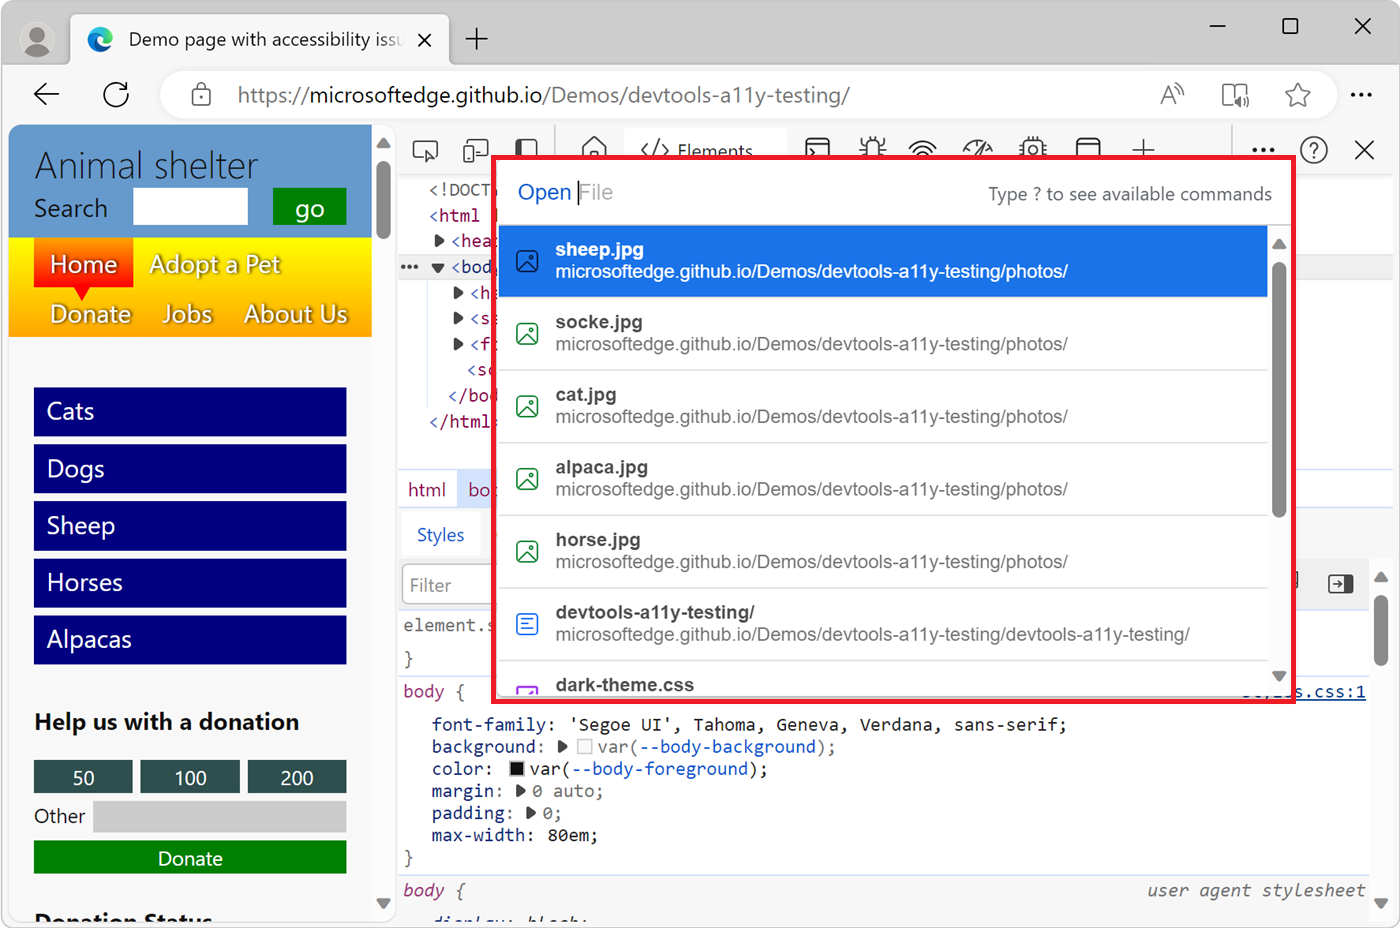 Demo page with accessibility issu
https://microsoftedge.github.io/Demos/devtools-a11y-testing/
Animal shelter
Search
go
Home
Adopt a Pet
Donate
Jobs
About Us
Cats
Dogs
Sheep
Horses
Alpacas
Help us with a donation
50
100
200
Other
Donate
Donation Status
Elements
<!DOCT
<html
<head
<body
</bod
</html
html
Styles
Filter
element.s
}
Open File
Type ? to see available commands
sheep.jpg
microsoftedge.github.io/Demos/devtools-a11y-testing/photos/
socke.jpg
microsoftedge.github.io/Demos/devtools-a11y-testing/photos/
cat.jpg
microsoftedge.github.io/Demos/devtools-a11y-testing/photos/
alpaca.jpg
microsoftedge.github.io/Demos/devtools-a11y-testing/photos/
horse.jpg
microsoftedge.github.io/Demos/devtools-a11y-testing/photos/
devtools-a11y-testing/
microsoftedge.github.io/Demos/devtools-a11y-testing/devtools-a11y-testing/
dark-theme.css
body {
styles.css:1
font-family: 'Segoe UI', Tahoma, Geneva, Verdana, sans-serif;
background: var(--body-background);
color: var(--body-foreground);
margin: 0 auto;
padding: 0;
max-width: 80em;
}
body {
user agent stylesheet
display: block;